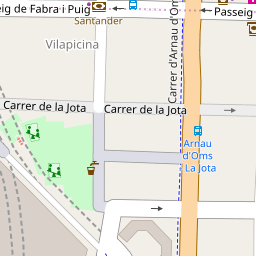 eig de Fabra i Puig
Passeig
Santander
Vilapicina
Carrer d'Arnau d'Om
Carrer de la Jota
Carrer de la Jota
Arnau
d'Oms
La Jota